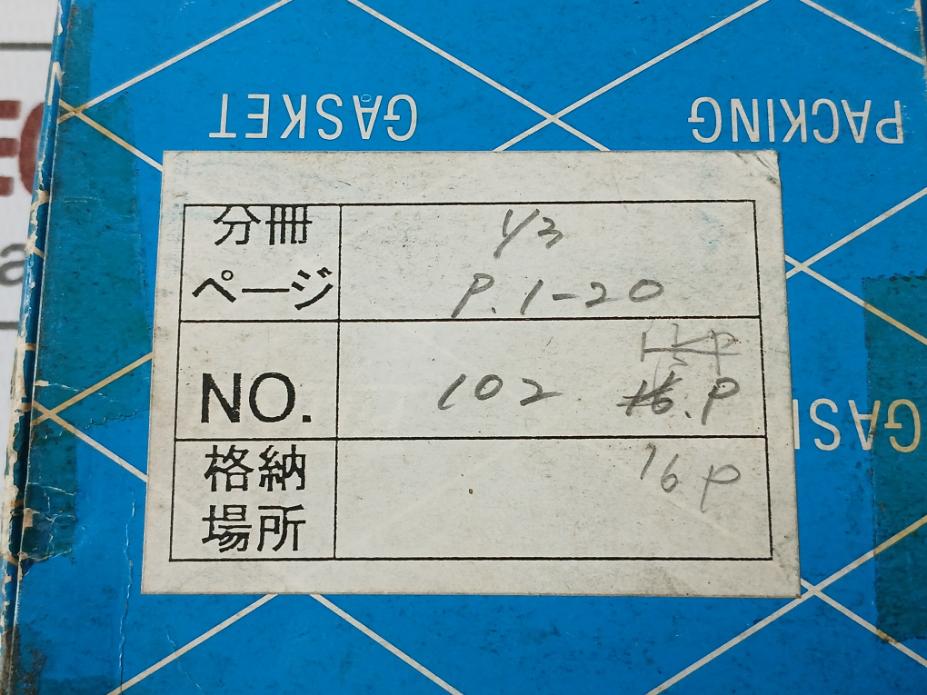 GASKET PACKING
分冊 1/3
ページ P. 1-20
NO. 102 16.P
格納 16P
場所
GASK